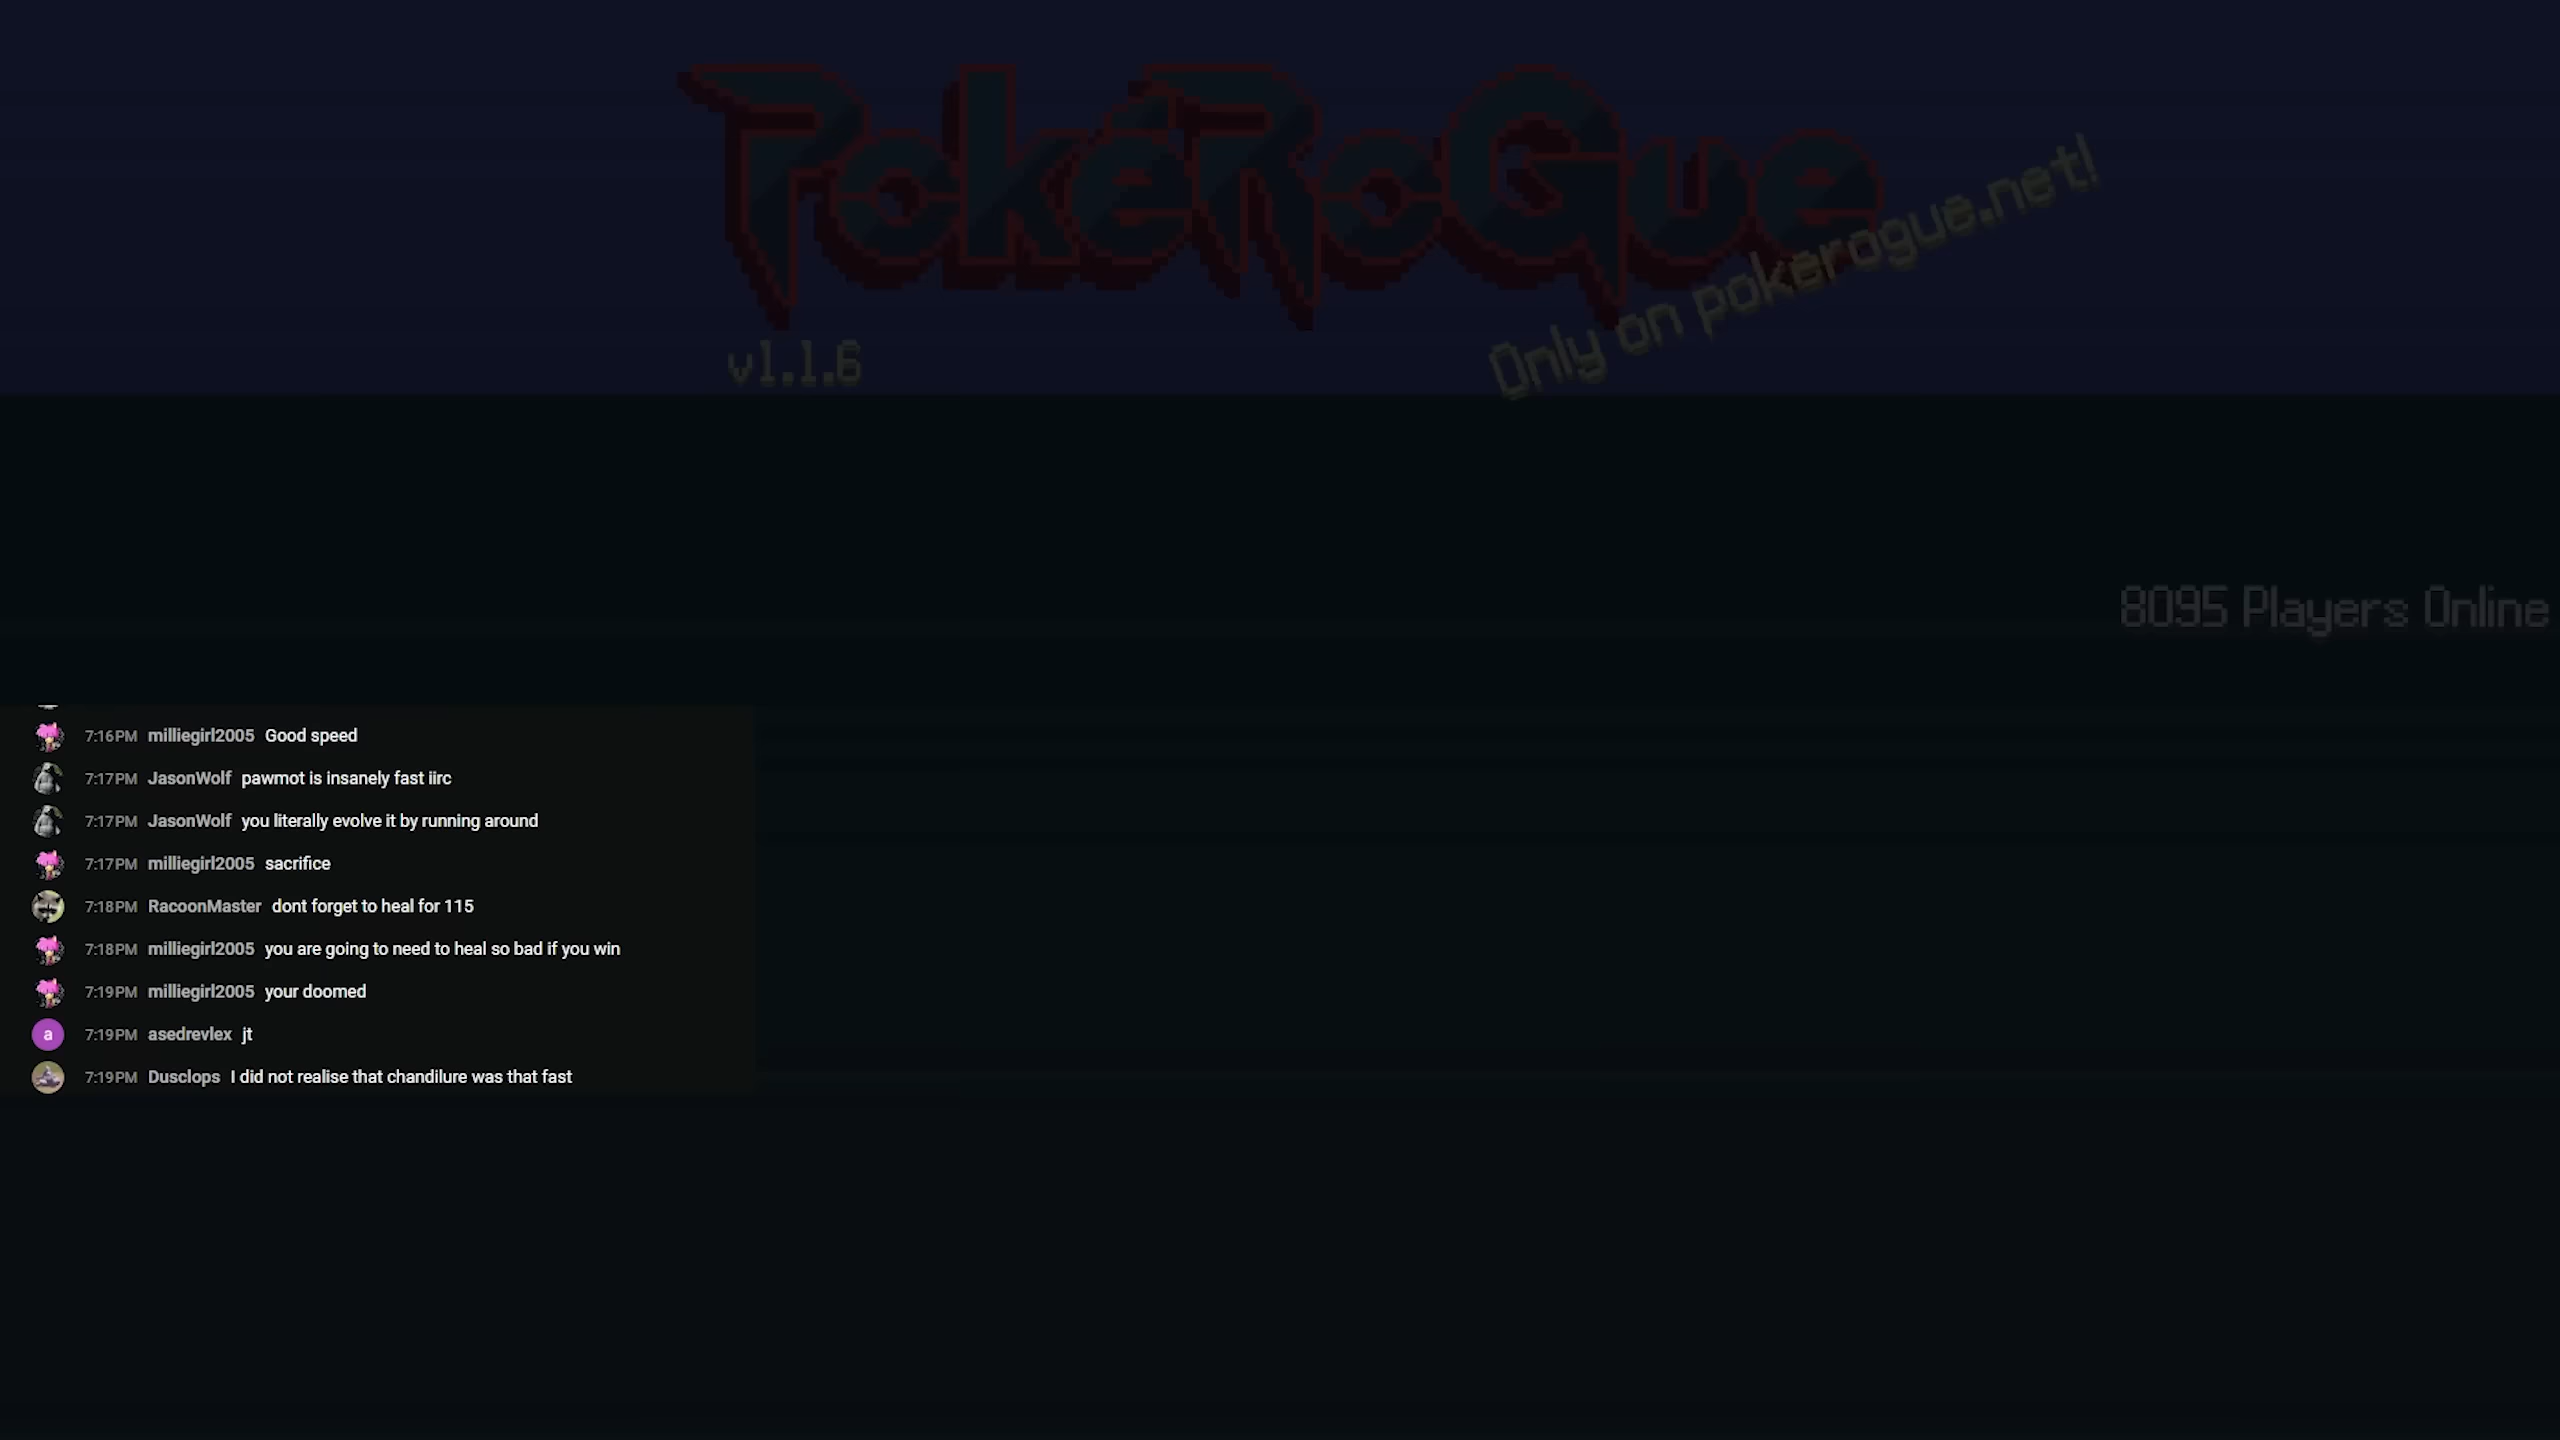 PokéRoGue
Only on pokerogue.net!
v1.1.6
8095 Players Online
7:16PM milliegirl2005 Good speed
7:17PM JasonWolf pawmot is insanely fast iirc
7:17PM JasonWolf you literally evolve it by running around
7:17PM milliegirl2005 sacrifice
7:18PM RacoonMaster dont forget to heal for 115
7:18PM milliegirl2005 you are going to need to heal so bad if you win
7:19PM milliegirl2005 your doomed
a 7:19PM asedrevlex jt
7:19PM Dusclops I did not realise that chandilure was that fast